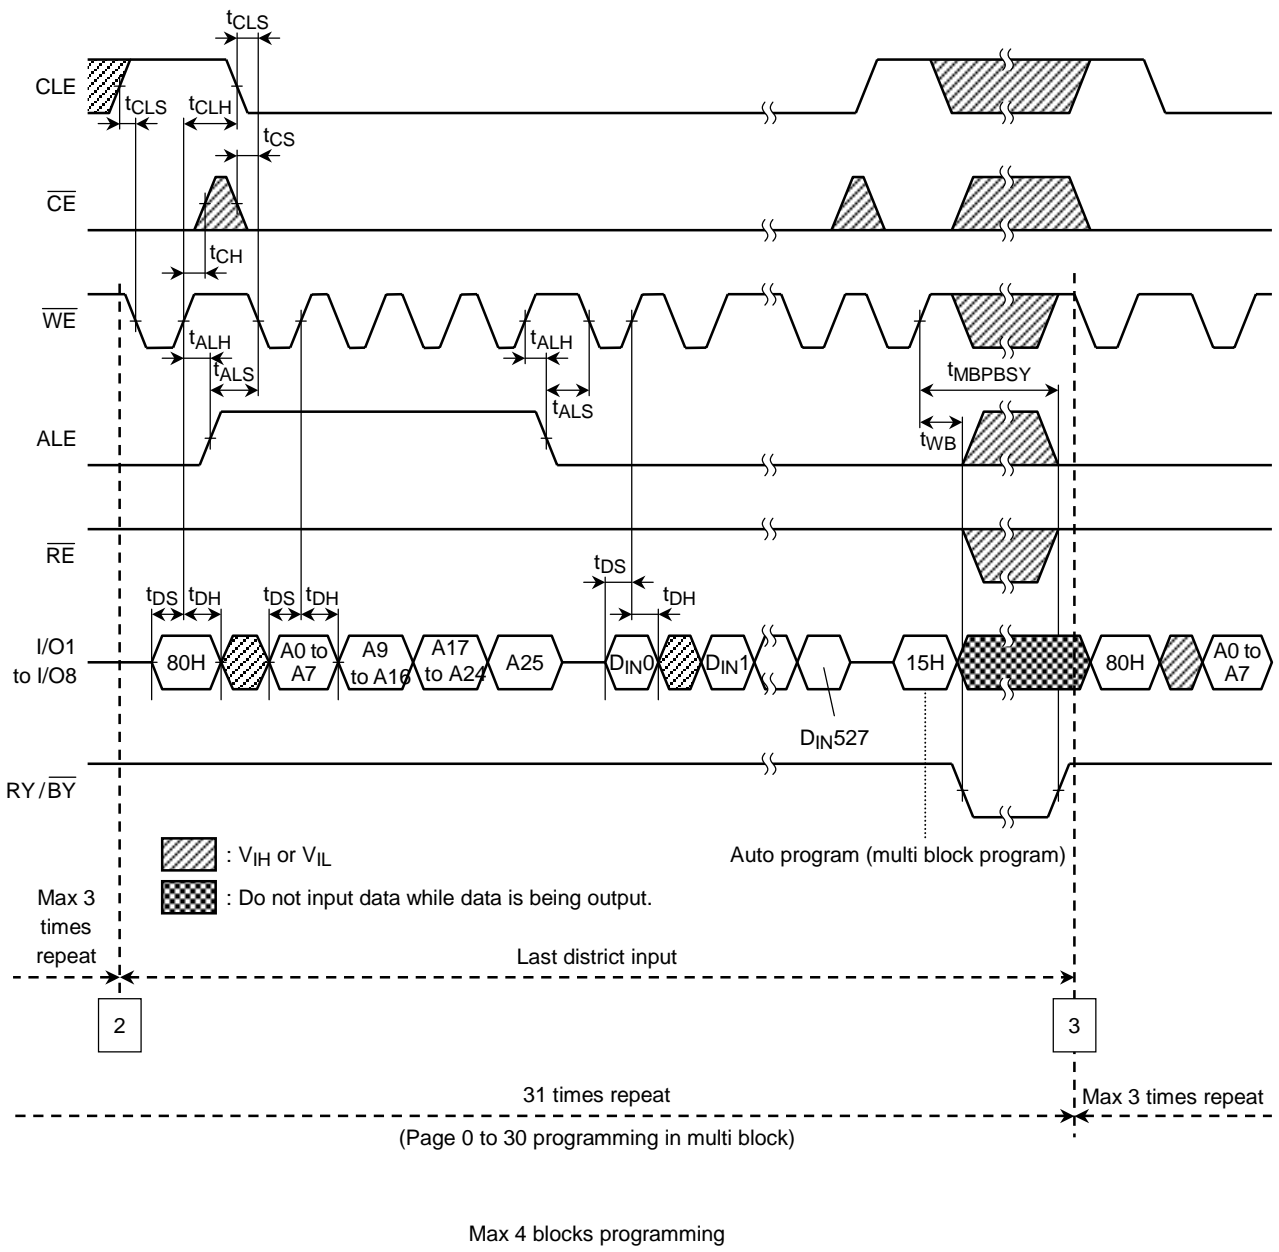 tCLS
CLE
tCLS
tCLH
tCS
CE
tCH
WE
tALH
tALH
tMBPBSY
tALS
tALS
ALE
tWB
RE
tDS
tDS
tDH
tDS
tDH
tDH
I/O1
to I/O8
80H
A0 to
A7
A9
to A16
A17
to A24
A25
DIN0
DIN1
15H
80H
A0 to
A7
DIN527
RY/BY
: VIH or VIL
Auto program (multi block program)
: Do not input data while data is being output.
Max 3
times
repeat
Last district input
2
3
31 times repeat
Max 3 times repeat
(Page 0 to 30 programming in multi block)
Max 4 blocks programming